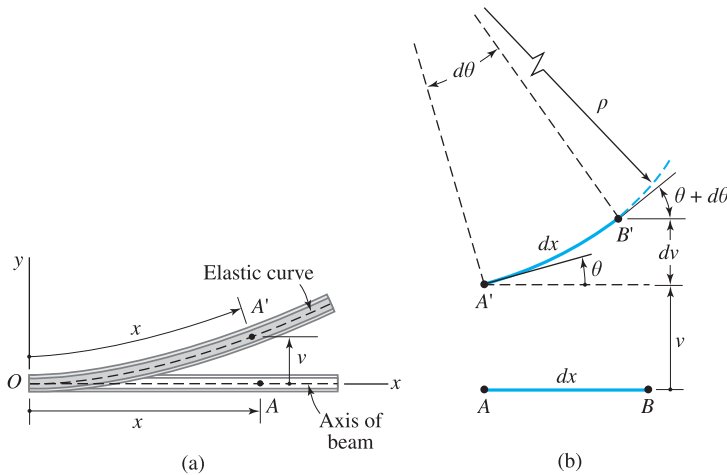 y
Elastic curve
x
A'
v
O
x
x
A
Axis of
beam
(a)
dθ
ρ
θ + dθ
dx
B'
dv
θ
A'
v
dx
A
B
(b)